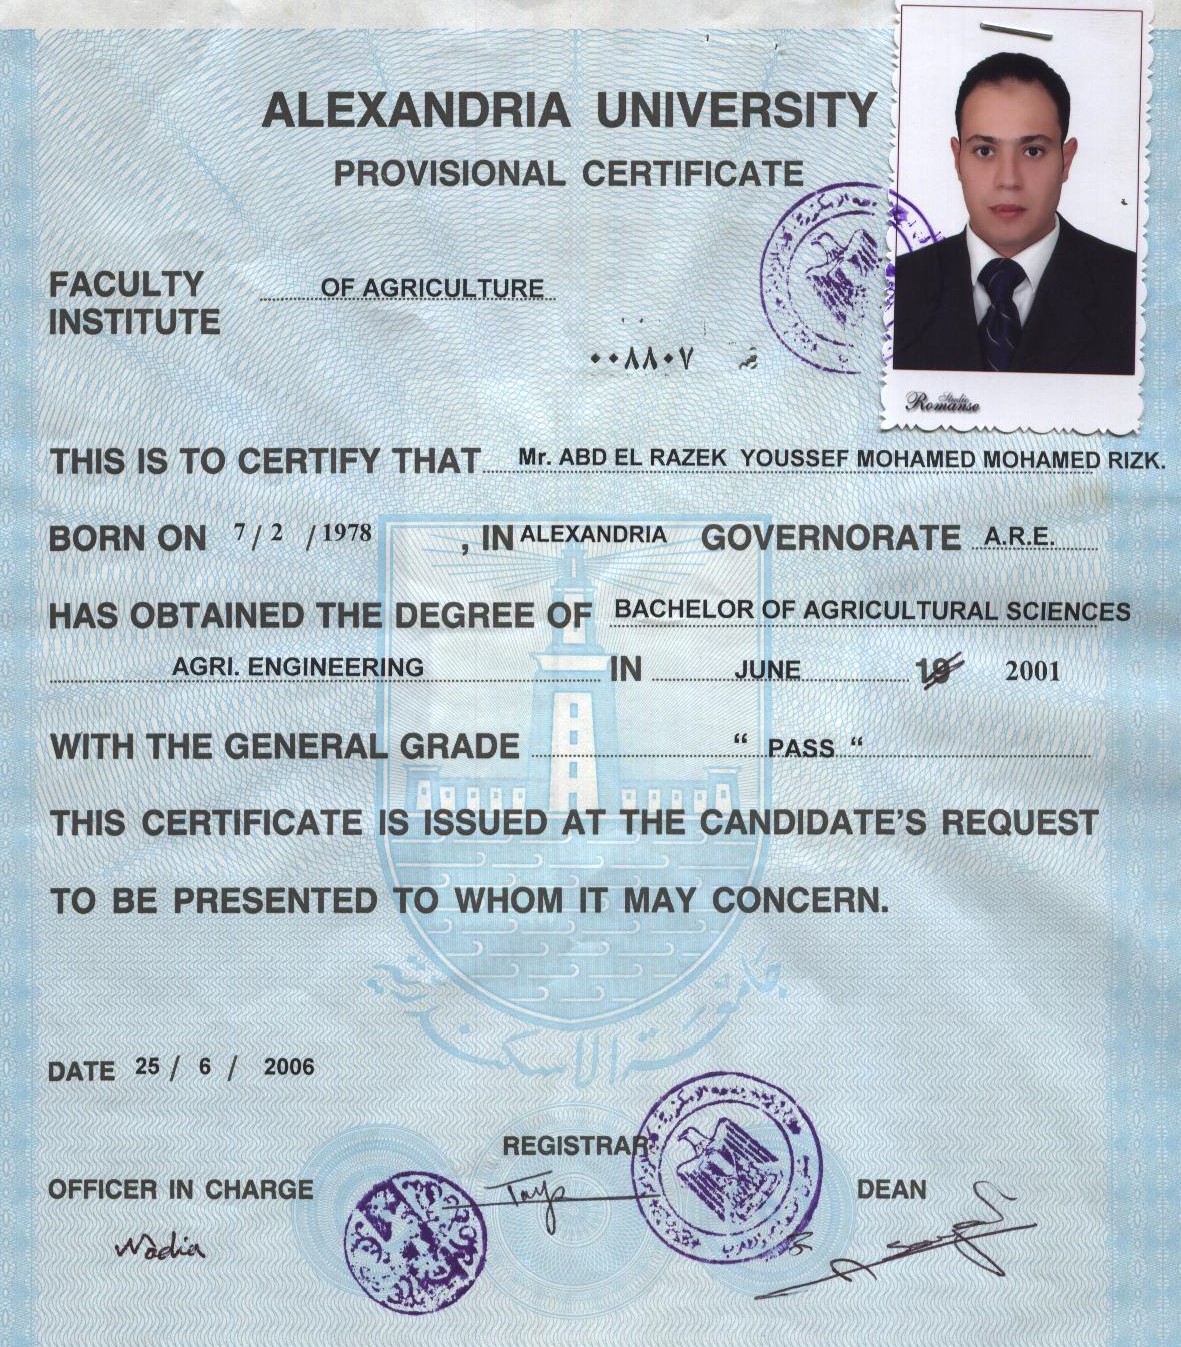 ALEXANDRIA UNIVERSITY
PROVISIONAL CERTIFICATE
FACULTY OF AGRICULTURE
INSTITUTE
٠٠٨٨٠٧
Studio
Romanse
THIS IS TO CERTIFY THAT Mr. ABD EL RAZEK YOUSSEF MOHAMED MOHAMED RIZK.
BORN ON 7 / 2 / 1978 , IN ALEXANDRIA GOVERNORATE A.R.E.
HAS OBTAINED THE DEGREE OF BACHELOR OF AGRICULTURAL SCIENCES
AGRI. ENGINEERING IN JUNE 19 2001
WITH THE GENERAL GRADE “ PASS “
THIS CERTIFICATE IS ISSUED AT THE CANDIDATE'S REQUEST
TO BE PRESENTED TO WHOM IT MAY CONCERN.
جامعة الاسكندرية
DATE 25 / 6 / 2006
REGISTRAR
OFFICER IN CHARGE DEAN
Nadia